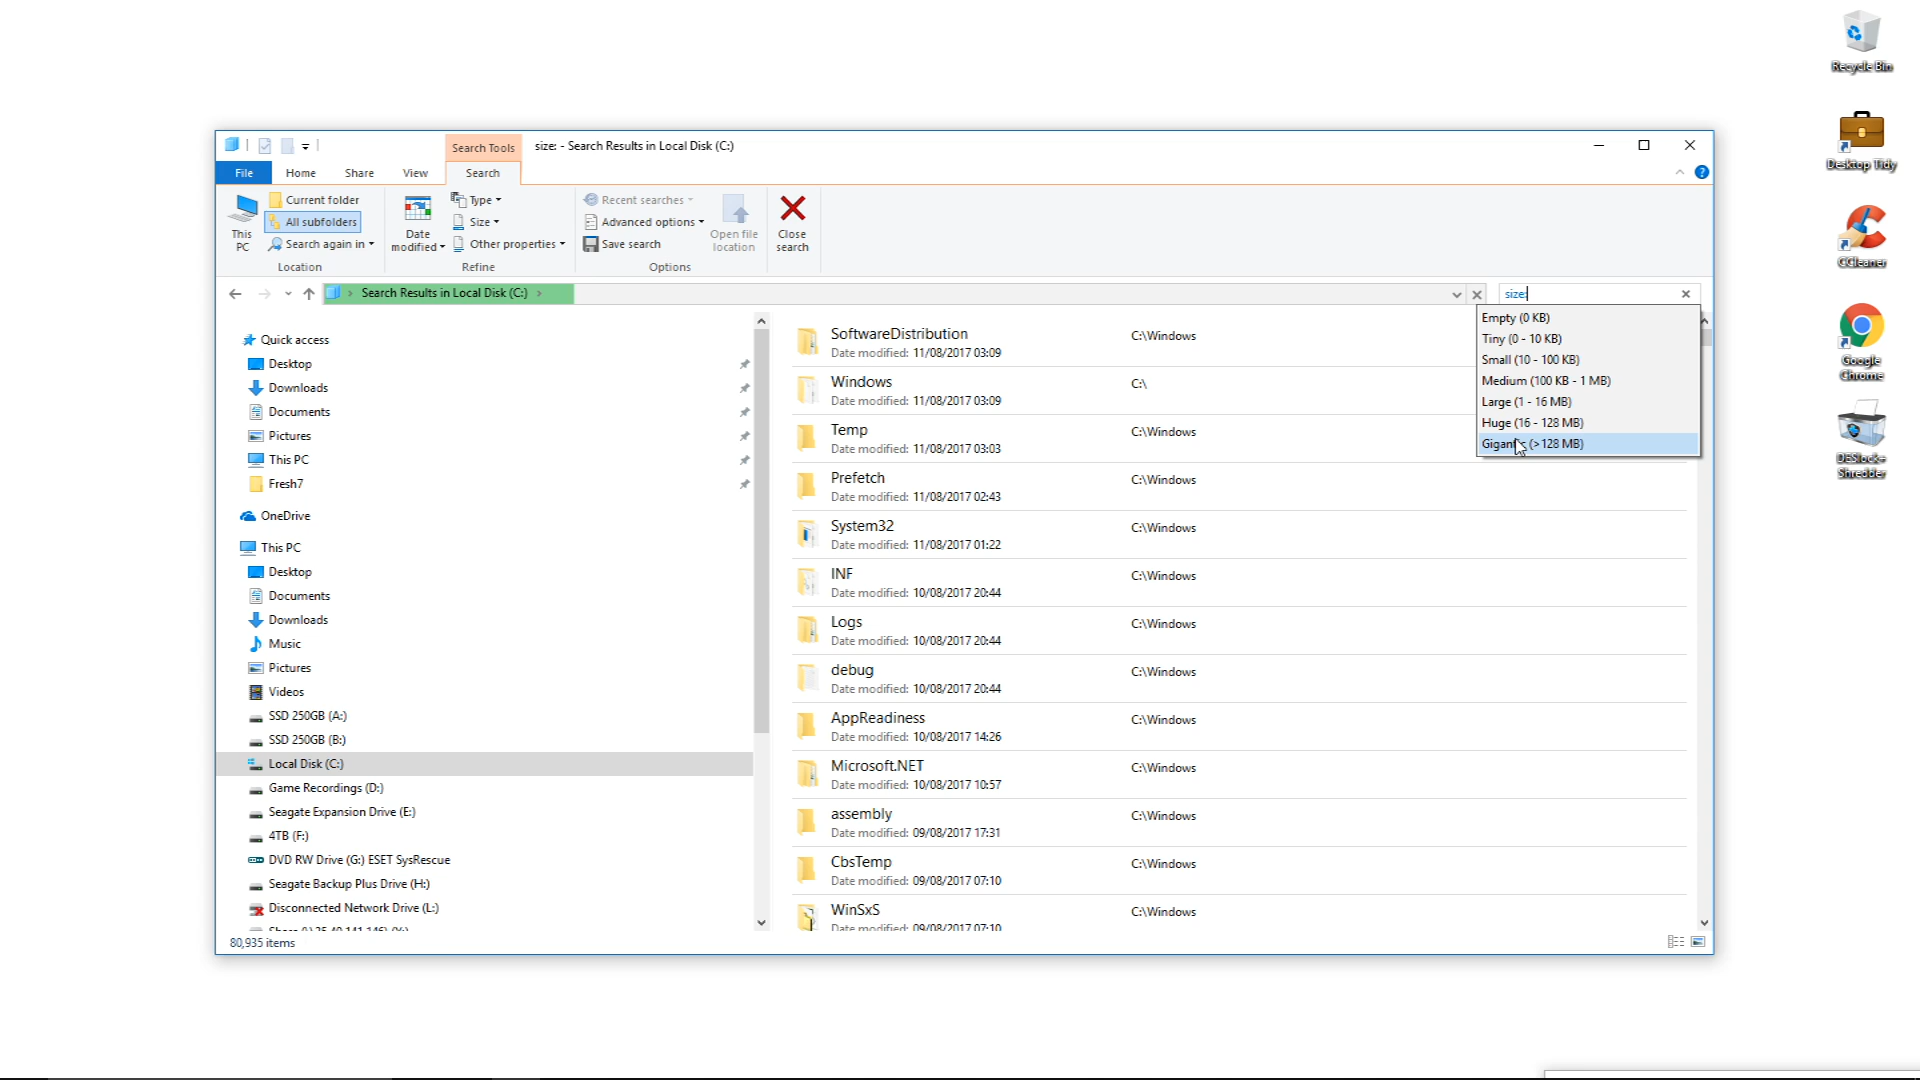 Recycle Bin
Desktop Tidy
CCleaner
Google
Chrome
DESlock+
Shredder
Search Tools
size: - Search Results in Local Disk (C:)
File
Home
Share
View
Search
This
PC
Current folder
All subfolders
Search again in
Location
Date
modified
Type
Size
Other properties
Refine
Recent searches
Advanced options
Save search
Options
Open file
location
Close
search
Search Results in Local Disk (C:)
size:
Empty (0 KB)
Tiny (0 - 10 KB)
Small (10 - 100 KB)
Medium (100 KB - 1 MB)
Large (1 - 16 MB)
Huge (16 - 128 MB)
(>128 MB)
Quick access
Desktop
Downloads
Documents
Pictures
This PC
Fresh7
OneDrive
This PC
Desktop
Documents
Downloads
Music
Pictures
Videos
SSD 250GB (A:)
SSD 250GB (B:)
Local Disk (C:)
Game Recordings (D:)
Seagate Expansion Drive (E:)
4TB (F:)
DVD RW Drive (G:) ESET SysRescue
Seagate Backup Plus Drive (H:)
Disconnected Network Drive (L:)
SoftwareDistribution
Date modified: 11/08/2017 03:09
C:\Windows
Windows
Date modified: 11/08/2017 03:09
C:\
Temp
Date modified: 11/08/2017 03:03
C:\Windows
Prefetch
Date modified: 11/08/2017 02:43
C:\Windows
System32
Date modified: 11/08/2017 01:22
C:\Windows
INF
Date modified: 10/08/2017 20:44
C:\Windows
Logs
Date modified: 10/08/2017 20:44
C:\Windows
debug
Date modified: 10/08/2017 20:44
C:\Windows
AppReadiness
Date modified: 10/08/2017 14:26
C:\Windows
Microsoft.NET
Date modified: 10/08/2017 10:57
C:\Windows
assembly
Date modified: 09/08/2017 17:31
C:\Windows
CbsTemp
Date modified: 09/08/2017 07:10
C:\Windows
WinSxS
Date modified: 09/08/2017 07:10
C:\Windows
80,935 items